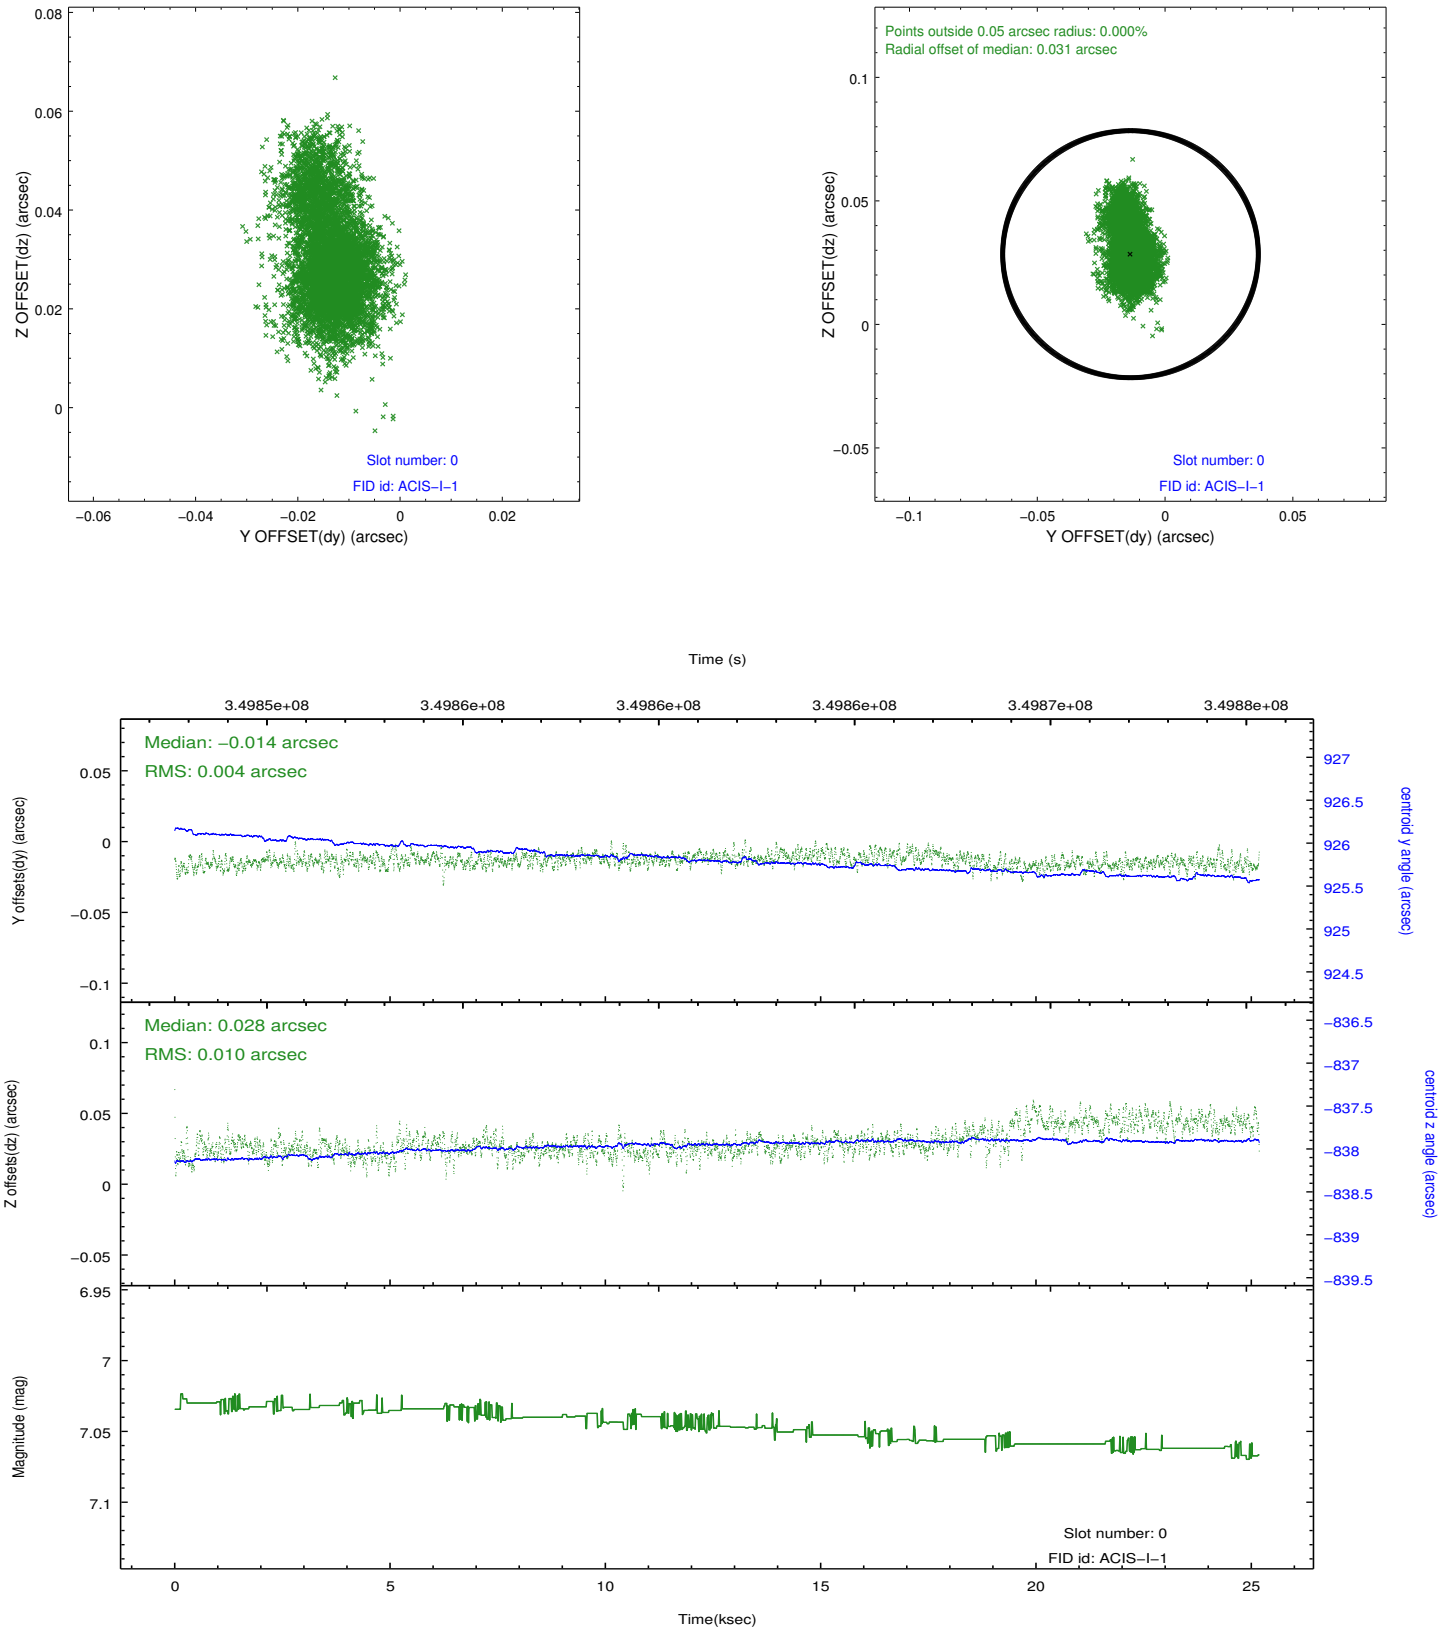 0.08
0.06
0.04
0.02
0
Z OFFSET(dz) (arcsec)
Slot number: 0
FID id: ACIS−I−1
−0.06 −0.04 −0.02 0 0.02
Y OFFSET(dy) (arcsec)
Points outside 0.05 arcsec radius: 0.000%
Radial offset of median: 0.031 arcsec
0.1
0.05
0
−0.05
Z OFFSET(dz) (arcsec)
Slot number: 0
FID id: ACIS−I−1
−0.1 −0.05 0 0.05
Y OFFSET(dy) (arcsec)
Time (s)
3.4985e+08 3.4986e+08 3.4986e+08 3.4986e+08 3.4987e+08 3.4988e+08
Median: −0.014 arcsec
RMS: 0.004 arcsec
0.05
0
−0.05
−0.1
Y offsets(dy) (arcsec)
927
926.5
926
925.5
925
924.5
centroid y angle (arcsec)
Median: 0.028 arcsec
RMS: 0.010 arcsec
0.1
0.05
0
−0.05
Z offsets(dz) (arcsec)
−836.5
−837
−837.5
−838
−838.5
−839
−839.5
centroid z angle (arcsec)
6.95
7
7.05
7.1
Magnitude (mag)
Slot number: 0
FID id: ACIS−I−1
0 5 10 15 20 25
Time(ksec)